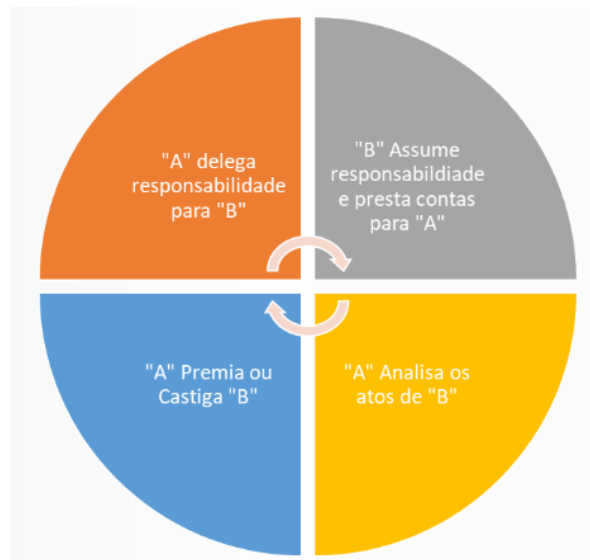 "A" delega
responsabilidade
para "B"
"B" Assume
responsabildiade
e presta contas
para "A"
"A" Premia ou
Castiga "B"
"A" Analisa os
atos de "B"